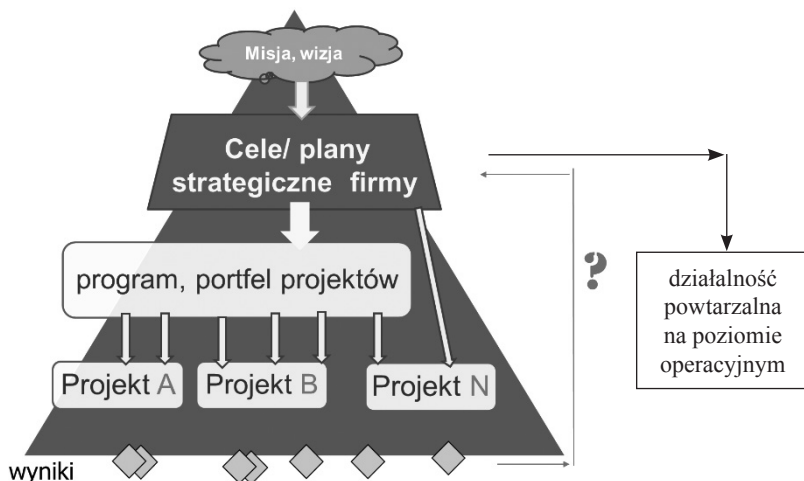 Misja, wizja
Cele/ plany
strategiczne firmy
program, portfel projektów
Projekt A
Projekt B
Projekt N
wyniki
?
działalność
powtarzalna
na poziomie
operacyjnym